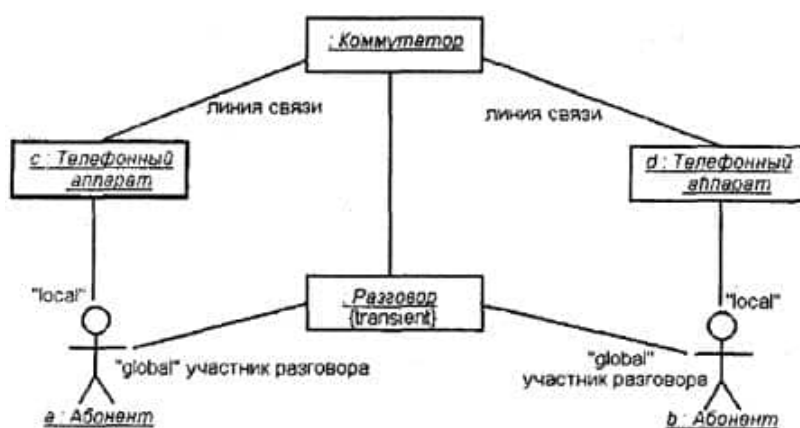 : Коммутатор
линия связи
линия связи
c : Телефонный
аппарат
d : Телефонный
аппарат
"local"
: Разговор
{transient}
"local"
"global" участник разговора
"global"
участник разговора
a : Абонент
b : Абонент